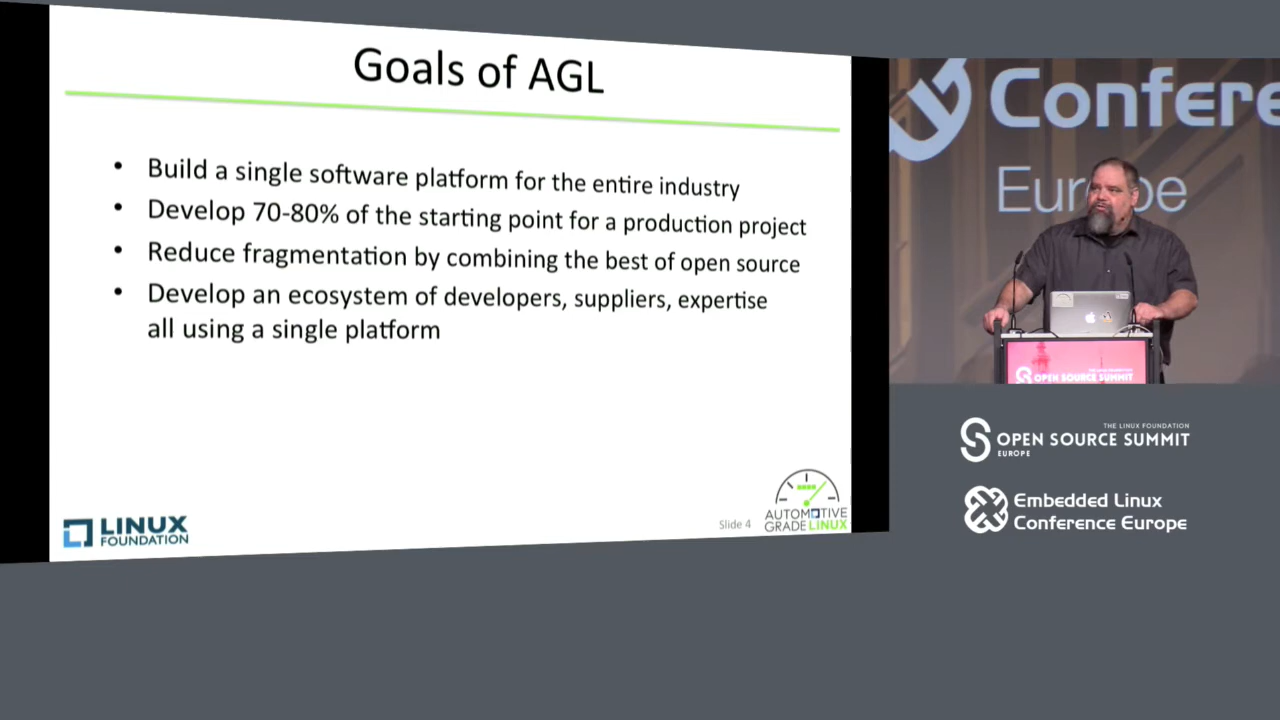 Goals of AGL
• Build a single software platform for the entire industry
• Develop 70-80% of the starting point for a production project
• Reduce fragmentation by combining the best of open source
• Develop an ecosystem of developers, suppliers, expertise
all using a single platform
LINUX
FOUNDATION
Slide 4
AUTOMOTIVE
GRADE LINUX
Confere
Europe
THE LINUX FOUNDATION
OPEN SOURCE SUMMIT
THE LINUX FOUNDATION
OPEN SOURCE SUMMIT
EUROPE
Embedded Linux
Conference Europe